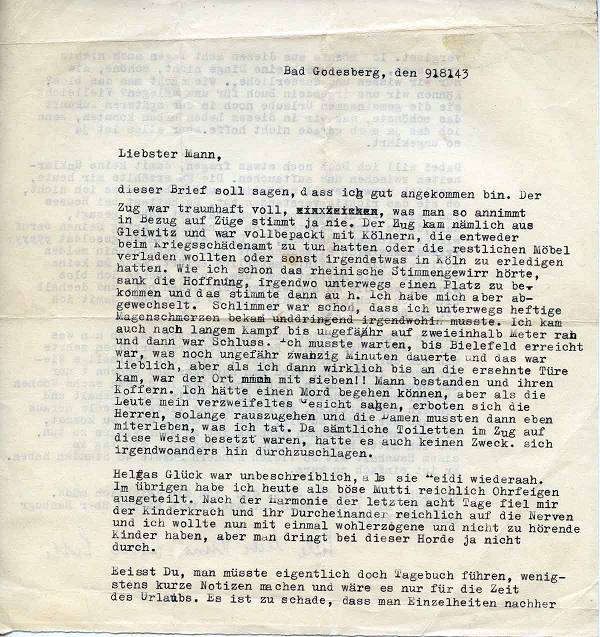 Bad Godesberg, den 918143
Liebster Mann,
dieser Brief soll sagen, dass ich gut angekommen bin. Der
Zug war traumhaft voll, , was man so annimmt
in Bezug auf Züge stimmt ja nie. Der Zug kam nämlich aus
Gleiwitz und war vollbepackt mit Kölnern, die entweder
beim Kriegsschädenamt zu tun hatten oder die restlichen Möbel
verladen wollten oder sonst irgendetwas in Köln zu erledigen
hatten. Wie ich schon das rheinische Stimmengewirr hörte,
sank die Hoffnung, irgendwo unterwegs einen Platz zu be-
kommen und das stimmte dann au h. Ich habe mich aber ab-
gewechselt. Schlimmer war schon, dass ich unterwegs heftige
Magenschmerzen bekam unddringend irgendwohin musste. Ich kam
auch nach langem Kampf bis ungefähr auf zweieinhalb Meter ran
und dann war Schluss. Ich musste warten, bis Bielefeld erreicht
war, was noch ungefähr zwanzig Minuten dauerte und das war
lieblich, aber als ich dann wirklich bis an die ersehnte Türe
kam, war der Ort mit sieben!! Mann bestanden und ihren
Koffern. Ich hätte einen Mord begehen können, aber als die
Leute mein verzweifeltes Gesicht sahen, erboten sich die
Herren, solange rauszugehen und die Damen mussten dann eben
miterleben, was ich tat. Da sämtliche Toiletten im Zug auf
diese Weise besetzt waren, hatte es auch keinen Zweck. sich
irgendwoanders hin durchzuschlagen.
Helgas Glück war unbeschreiblich, als sie Heidi wiedersah.
Im übrigen habe ich heute als böse Mutti reichlich Ohrfeigen
ausgeteilt. Nach der Harmonie der letzten acht Tage fiel mir
der Kinderkrach und ihr Durcheinander reichlich auf die Nerven
und ich wollte nun mit einmal wohlerzogene und nicht zu hörende
Kinder haben, aber man dringt bei dieser Horde ja nicht
durch.
Weisst Du, man müsste eigentlich doch Tagebuch führen, wenig-
stens kurze Notizen machen und wäre es nur für die Zeit
des Urlaubs. Es ist zu schade, dass man Einzelheiten nachher